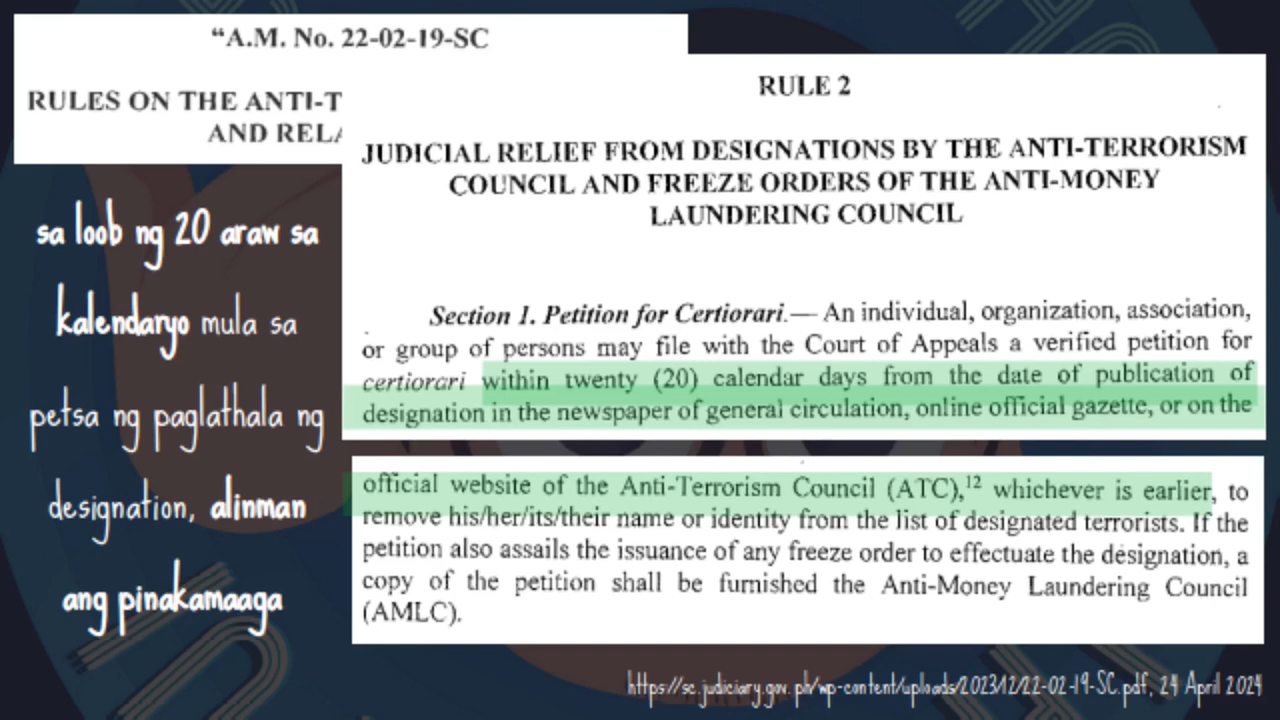 “A.M. No. 22-02-19-SC
RULES ON THE ANTI-T
AND RELA
sa loob ng 20 araw sa
kalendaryo mula sa
petsa ng paglathala ng
designation, alinman
ang pinakamaaga
RULE 2
JUDICIAL RELIEF FROM DESIGNATIONS BY THE ANTI-TERRORISM
COUNCIL AND FREEZE ORDERS OF THE ANTI-MONEY
LAUNDERING COUNCIL
Section 1. Petition for Certiorari.— An individual, organization, association,
or group of persons may file with the Court of Appeals a verified petition for
certiorari within twenty (20) calendar days from the date of publication of
designation in the newspaper of general circulation, online official gazette, or on the
official website of the Anti-Terrorism Council (ATC),12 whichever is earlier, to
remove his/her/its/their name or identity from the list of designated terrorists. If the
petition also assails the issuance of any freeze order to effectuate the designation, a
copy of the petition shall be furnished the Anti-Money Laundering Council
(AMLC).
https://sc.judiciary.gov.ph/wp-content/uploads/2023/12/22-02-19-SC.pdf, 24 April 2024